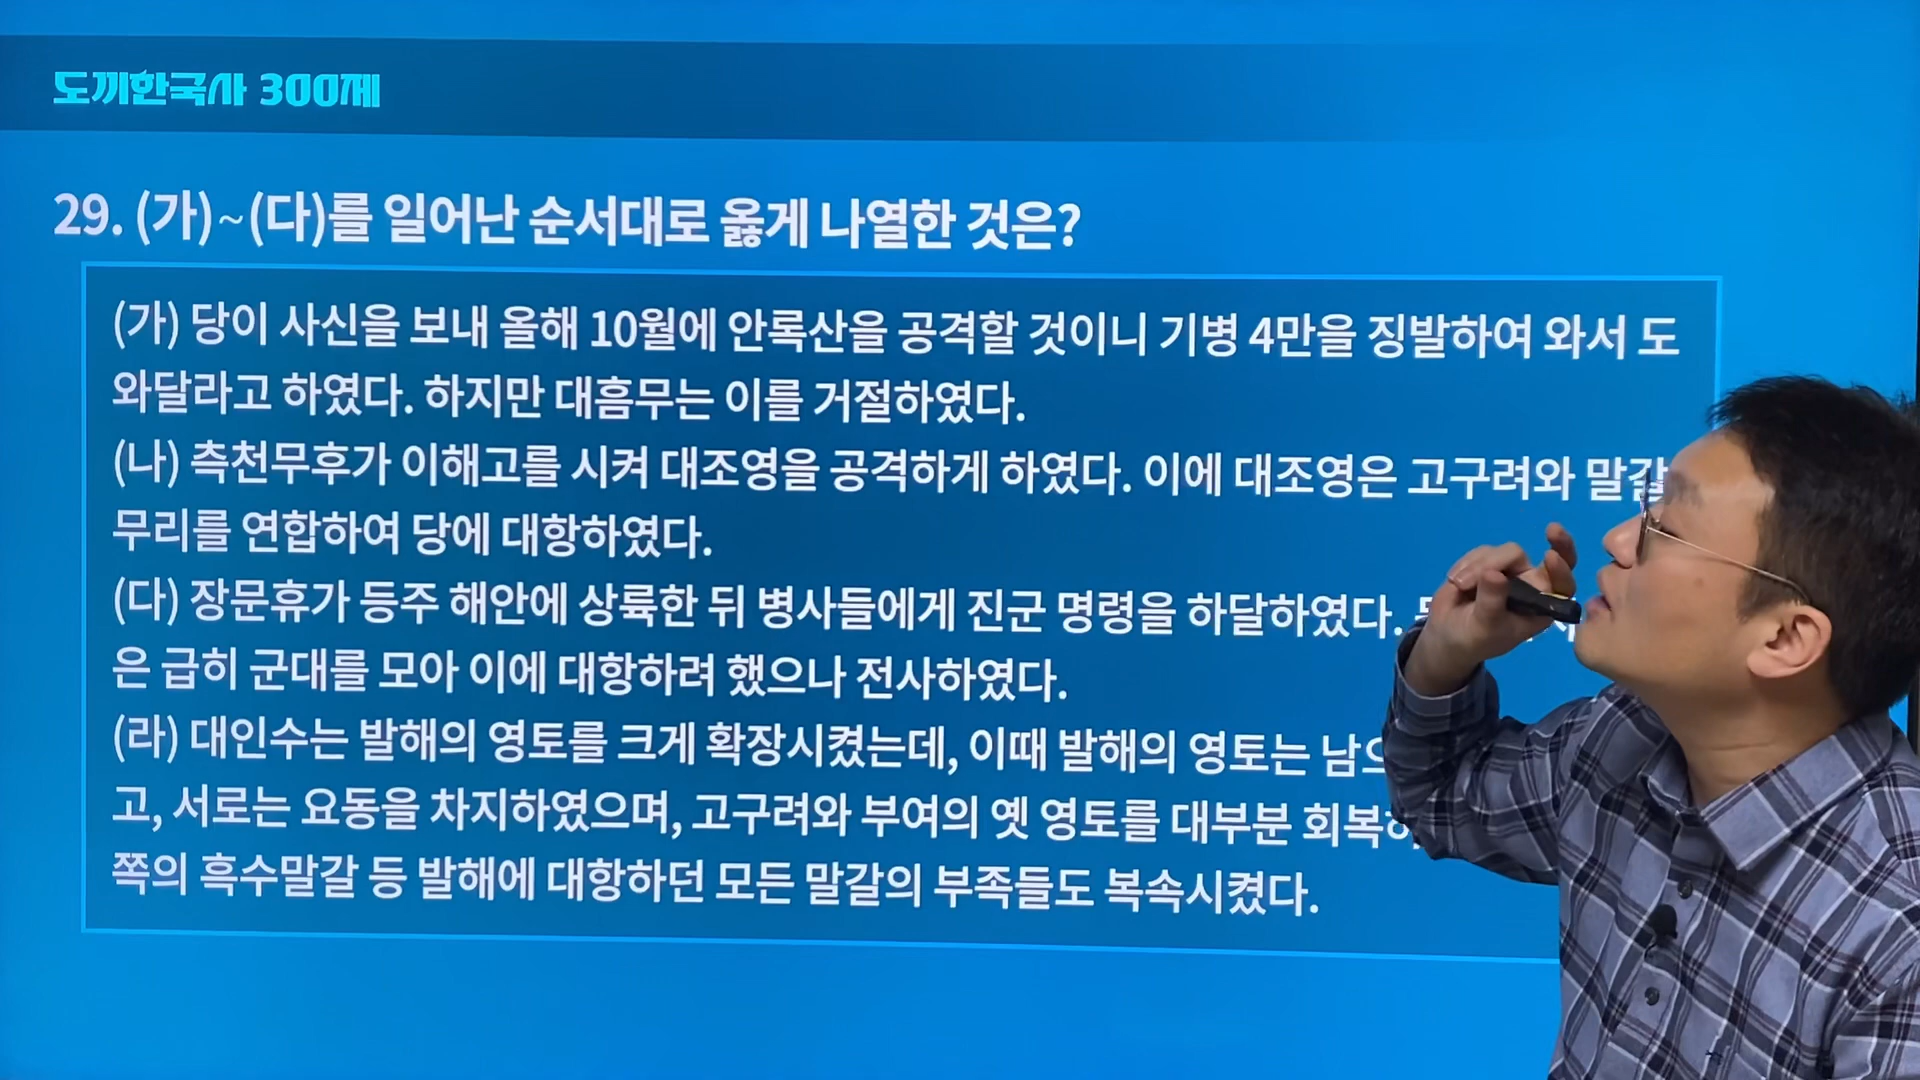 도끼한국사 300제
29. (가)~(다)를 일어난 순서대로 옳게 나열한 것은?
(가) 당이 사신을 보내 올해 10월에 안록산을 공격할 것이니 기병 4만을 징발하여 와서 도
와달라고 하였다. 하지만 대흠무는 이를 거절하였다.
(나) 측천무후가 이해고를 시켜 대조영을 공격하게 하였다. 이에 대조영은 고구려와 말갈
무리를 연합하여 당에 대항하였다.
(다) 장문휴가 등주 해안에 상륙한 뒤 병사들에게 진군 명령을 하달하였다.
은 급히 군대를 모아 이에 대항하려 했으나 전사하였다.
(라) 대인수는 발해의 영토를 크게 확장시켰는데, 이때 발해의 영토는
고, 서로는 요동을 차지하였으며, 고구려와 부여의 옛 영토를 대부분
쪽의 흑수말갈 등 발해에 대항하던 모든 말갈의 부족들도 복속시켰다.